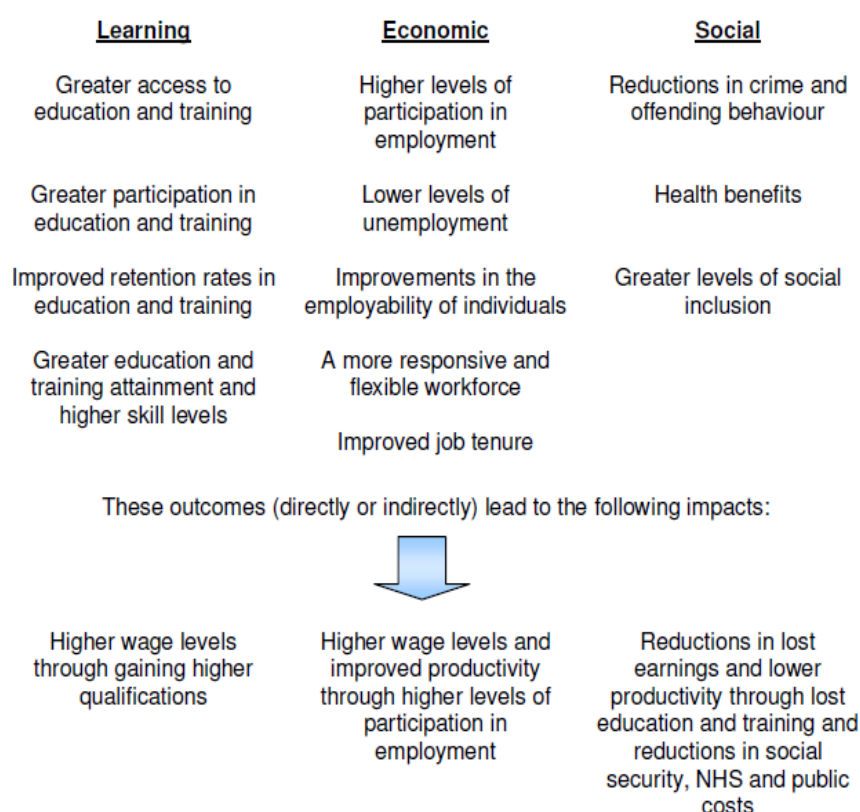 Learning
Economic
Social
Greater access to
education and training
Higher levels of
participation in
employment
Reductions in crime and
offending behaviour
Greater participation in
education and training
Lower levels of
unemployment
Health benefits
Improved retention rates in
education and training
Improvements in the
employability of individuals
Greater levels of social
inclusion
Greater education and
training attainment and
higher skill levels
A more responsive and
flexible workforce
Improved job tenure
These outcomes (directly or indirectly) lead to the following impacts:
Higher wage levels
through gaining higher
qualifications
Higher wage levels and
improved productivity
through higher levels of
participation in
employment
Reductions in lost
earnings and lower
productivity through lost
education and training and
reductions in social
security, NHS and public
costs